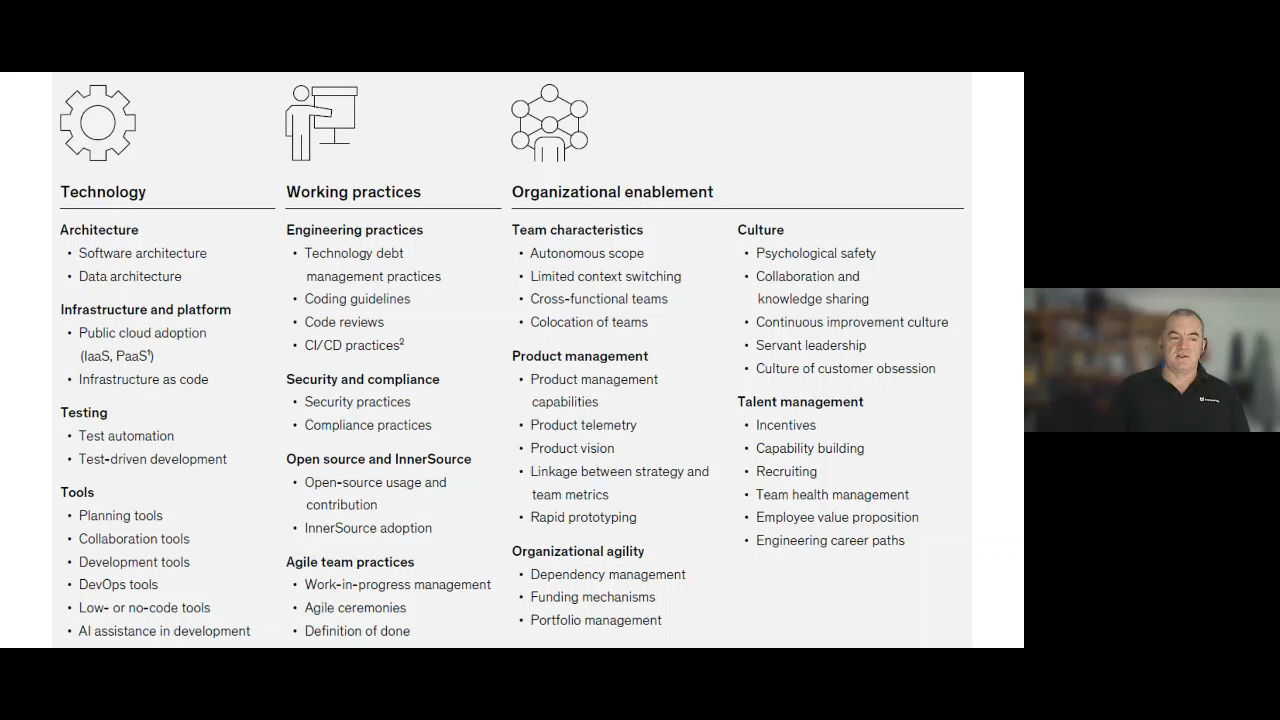 Technology
Architecture
• Software architecture
• Data architecture
Infrastructure and platform
• Public cloud adoption
(IaaS, PaaS¹)
• Infrastructure as code
Testing
• Test automation
• Test-driven development
Tools
• Planning tools
• Collaboration tools
• Development tools
• DevOps tools
• Low- or no-code tools
• AI assistance in development
Working practices
Engineering practices
• Technology debt
management practices
• Coding guidelines
• Code reviews
• CI/CD practices²
Security and compliance
• Security practices
• Compliance practices
Open source and InnerSource
• Open-source usage and
contribution
• InnerSource adoption
Agile team practices
• Work-in-progress management
• Agile ceremonies
• Definition of done
Organizational enablement
Team characteristics
• Autonomous scope
• Limited context switching
• Cross-functional teams
• Colocation of teams
Product management
• Product management
capabilities
• Product telemetry
• Product vision
• Linkage between strategy and
team metrics
• Rapid prototyping
Organizational agility
• Dependency management
• Funding mechanisms
• Portfolio management
Culture
• Psychological safety
• Collaboration and
knowledge sharing
• Continuous improvement culture
• Servant leadership
• Culture of customer obsession
Talent management
• Incentives
• Capability building
• Recruiting
• Team health management
• Employee value proposition
• Engineering career paths